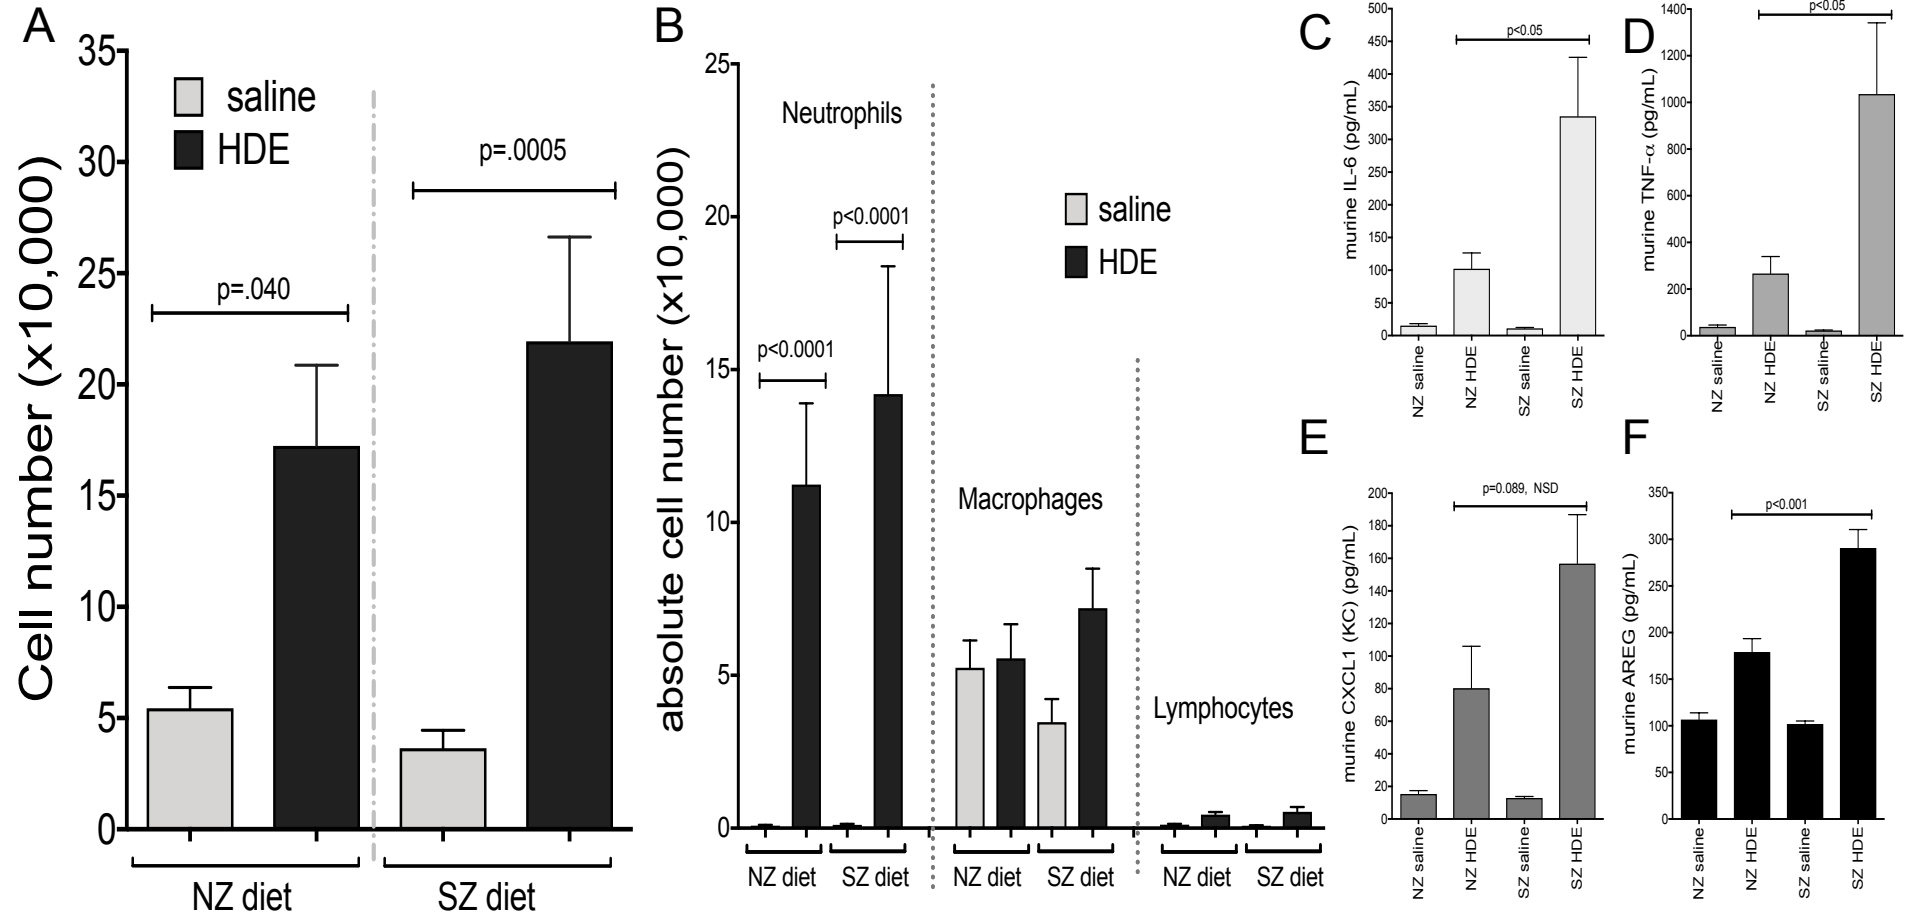 A
35
30
25
20
15
10
5
0
Cell number (x10,000)
saline
HDE
p=.040
p=.0005
NZ diet
SZ diet
B
25
20
15
10
5
0
absolute cell number (x10,000)
Neutrophils
p<0.0001
p<0.0001
saline
HDE
Macrophages
Lymphocytes
NZ diet
SZ diet
NZ diet
SZ diet
NZ diet
SZ diet
C
500
450
400
350
300
250
200
150
100
50
0
murine IL-6 (pg/mL)
p<0.05
NZ saline
NZ HDE
SZ saline
SZ HDE
D
1400
1200
1000
800
600
400
200
0
murine TNF-α (pg/mL)
p<0.05
NZ saline
NZ HDE
SZ saline
SZ HDE
E
200
180
160
140
120
100
80
60
40
20
0
murine CXCL1 (KC) (pg/mL)
p=0.089, NSD
NZ saline
NZ HDE
SZ saline
SZ HDE
F
350
300
250
200
150
100
50
0
murine AREG (pg/mL)
p<0.001
NZ saline
NZ HDE
SZ saline
SZ HDE